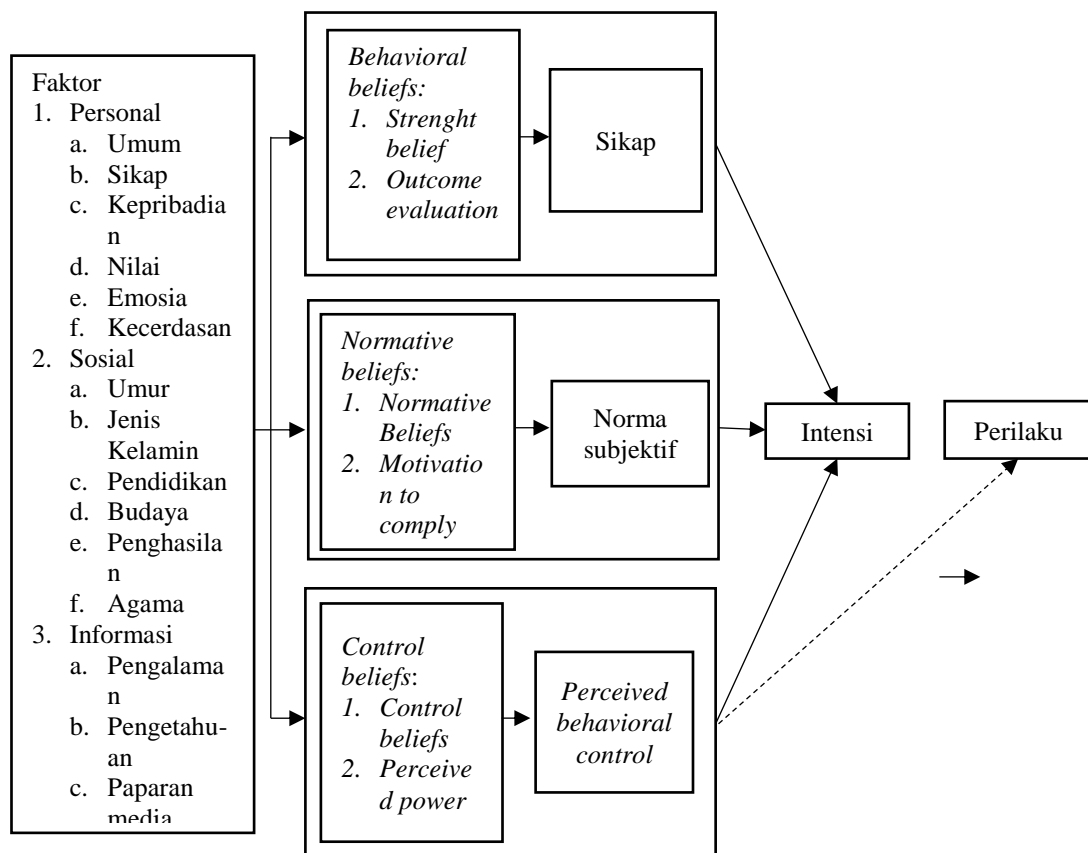 Faktor
1. Personal
a. Umum
b. Sikap
c. Kepribadia
n
d. Nilai
e. Emosia
f. Kecerdasan
2. Sosial
a. Umur
b. Jenis
Kelamin
c. Pendidikan
d. Budaya
e. Penghasila
n
f. Agama
3. Informasi
a. Pengalaman
n
b. Pengetahu-
an
c. Paparan
media
Behavioral
beliefs:
1. Strenght
belief
2. Outcome
evaluation
Sikap
Normative
beliefs:
1. Normative
Beliefs
2. Motivatio
n to
comply
Norma
subjektif
Control
beliefs:
1. Control
beliefs
2. Perceive
d power
Perceived
behavioral
control
Intensi
Perilaku